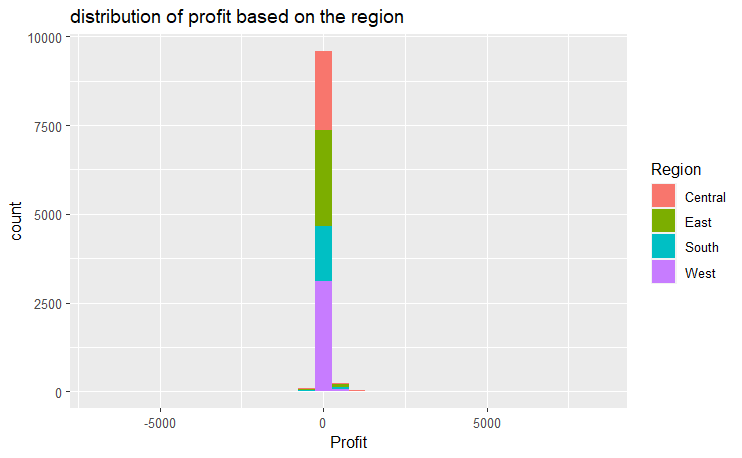 distribution of profit based on the region
10000
7500
5000
2500
0
count
-5000
0
5000
Profit
Region
Central
East
South
West